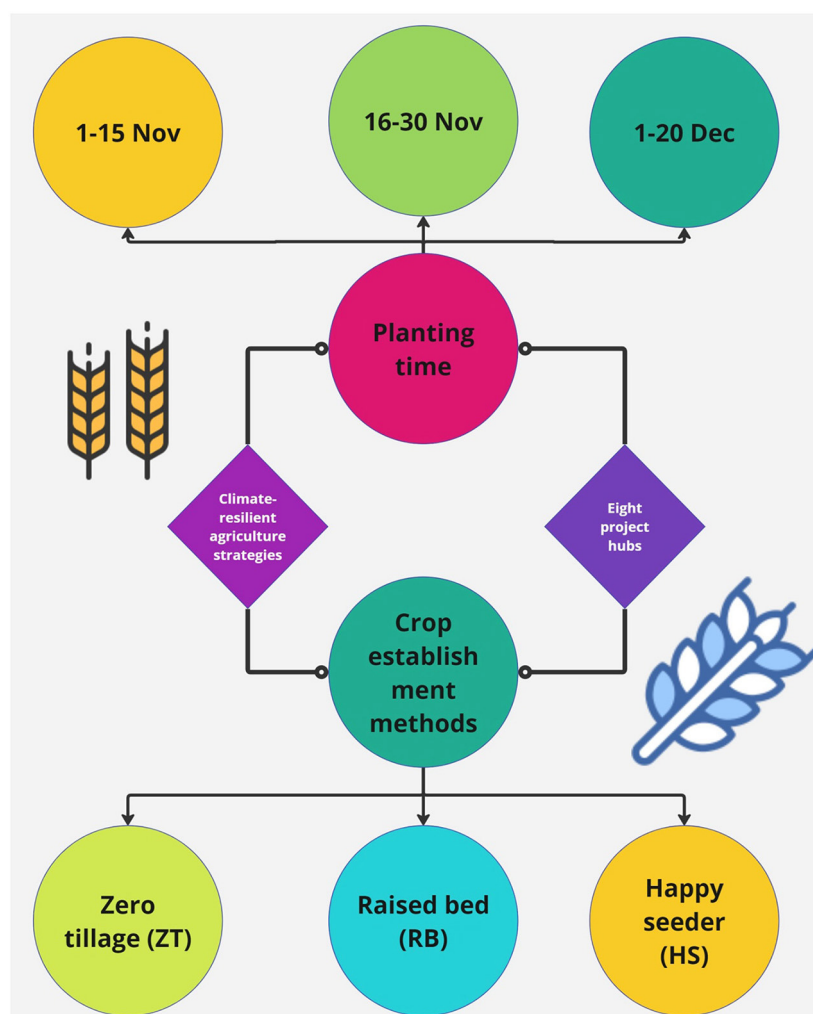 1-15 Nov
16-30 Nov
1-20 Dec
Planting
time
Climate-
resilient
agriculture
strategies
Eight
project
hubs
Crop
establish
ment
methods
Zero
tillage (ZT)
Raised bed
(RB)
Happy
seeder
(HS)